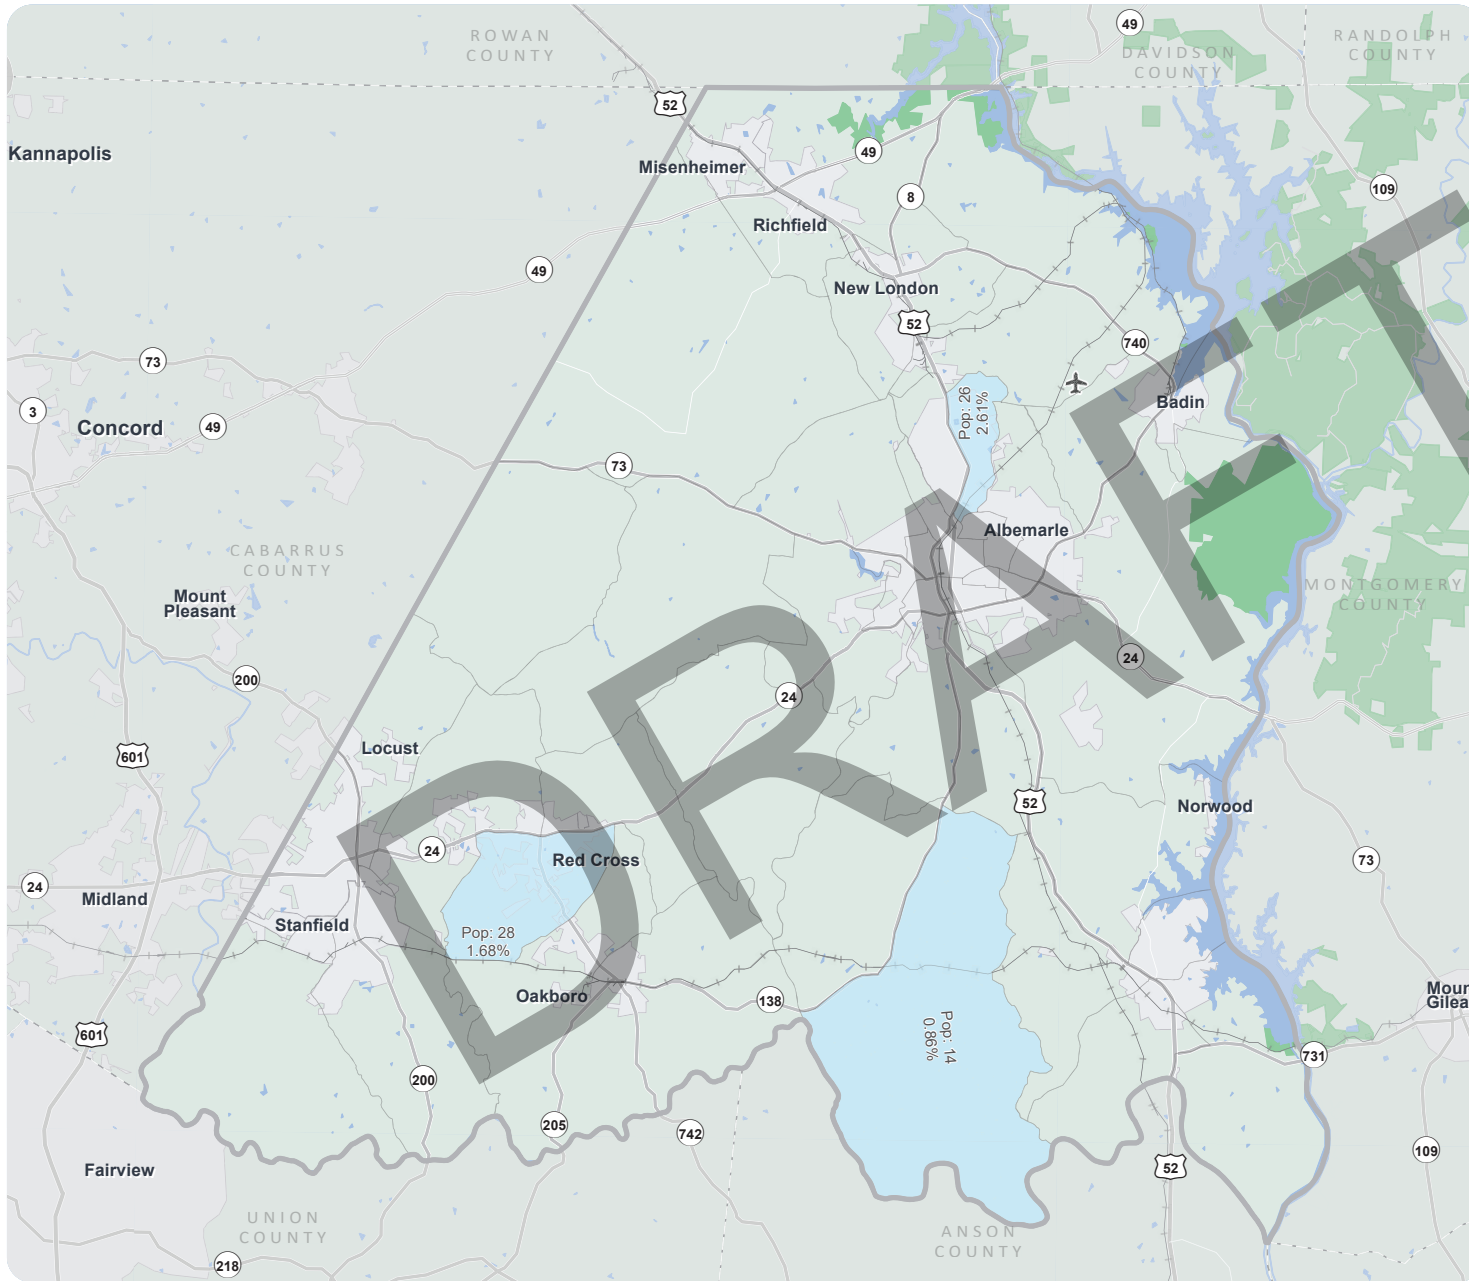 ROWAN
COUNTY
49
DAVIDSON
COUNTY
RANDOLPH
COUNTY
52
Kannapolis
Misenheimer
49
109
8
Richfield
49
New London
52
73
740
3
Concord
49
Pop: 26
2.61%
Badin
73
Albemarle
CABARRUS
COUNTY
MONTGOMERY
COUNTY
Mount
Pleasant
24
200
24
Locust
601
52
Norwood
24
Red Cross
73
24
Midland
Stanfield
Pop: 28
1.68%
Oakboro
138
Moun
Gilea
601
Pop: 14
0.86%
731
200
205
742
109
Fairview
52
UNION
COUNTY
ANSON
COUNTY
218
DRAFT